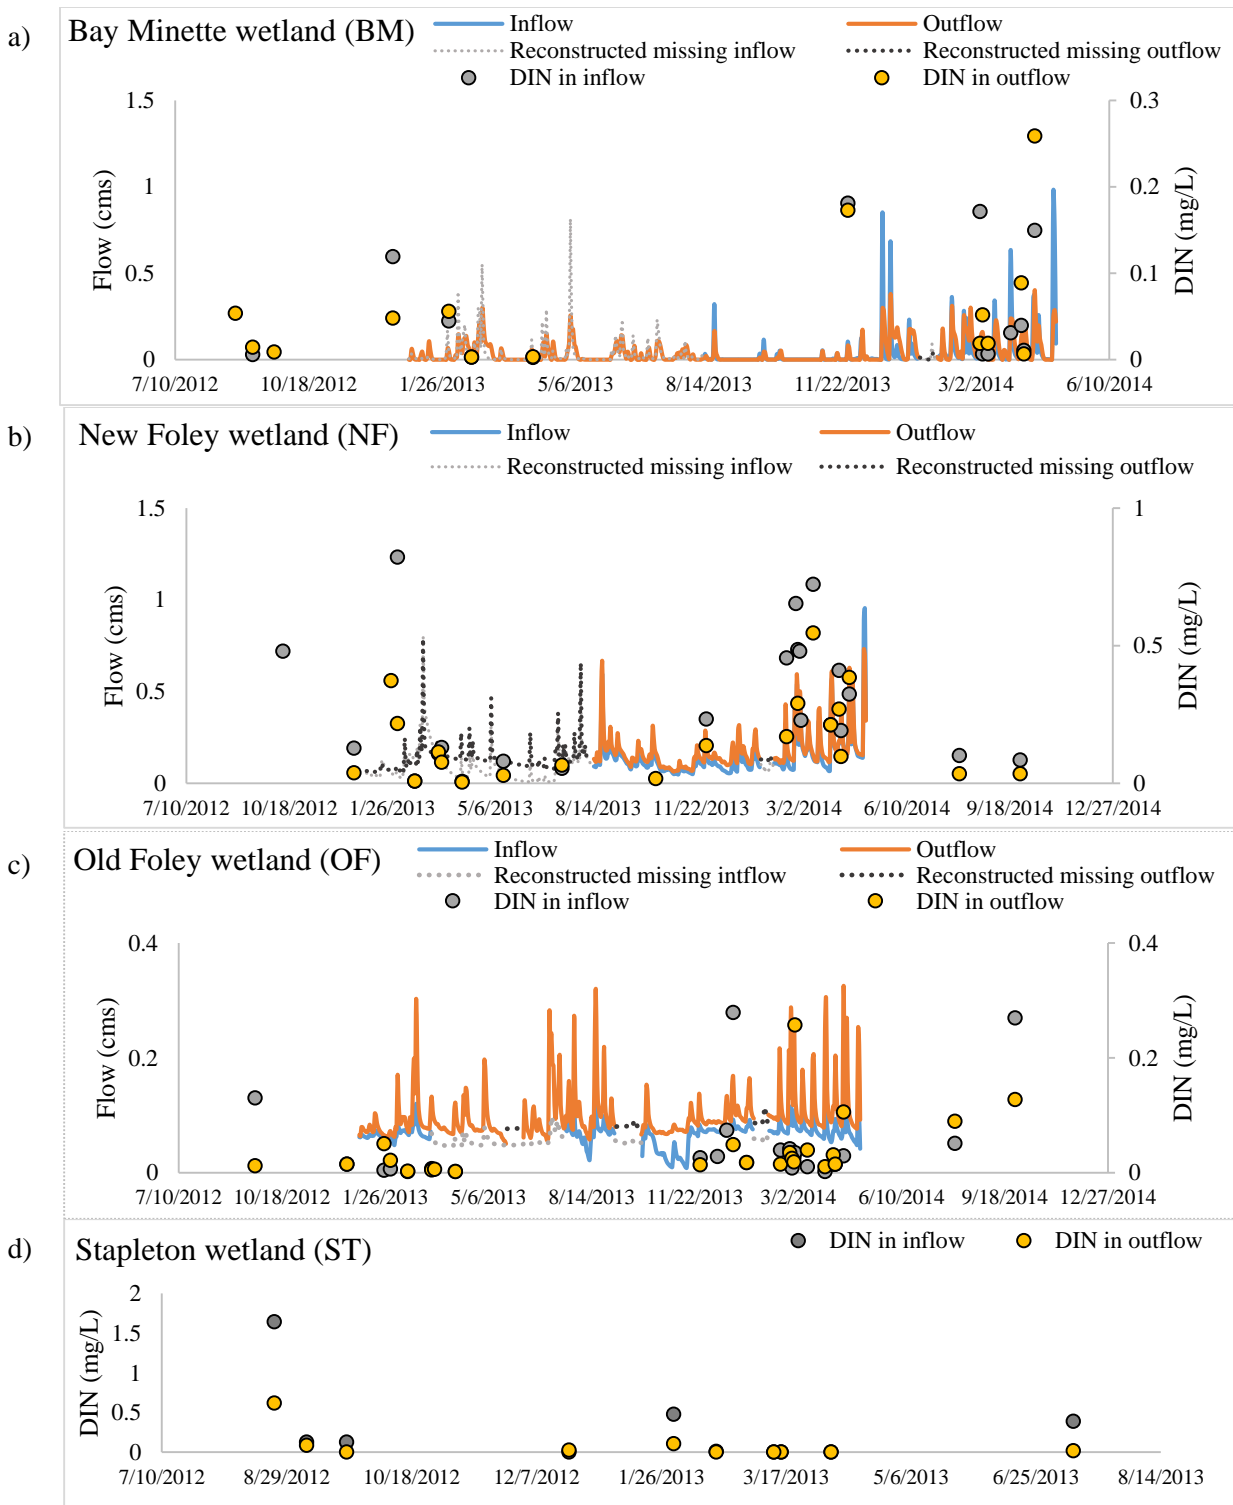 a) Bay Minette wetland (BM)
Inflow Outflow
Reconstructed missing inflow Reconstructed missing outflow
DIN in inflow DIN in outflow
1.5 0.3
1 0.2
0.5 0.1
0 0
Flow (cms)
DIN (mg/L)
7/10/2012 10/18/2012 1/26/2013 5/6/2013 8/14/2013 11/22/2013 3/2/2014 6/10/2014
b) New Foley wetland (NF)
Inflow Outflow
Reconstructed missing inflow Reconstructed missing outflow
1.5 1
1
0.5 0.5
0 0
Flow (cms)
DIN (mg/L)
7/10/2012 10/18/2012 1/26/2013 5/6/2013 8/14/2013 11/22/2013 3/2/2014 6/10/2014 9/18/2014 12/27/2014
c) Old Foley wetland (OF)
Inflow Outflow
Reconstructed missing intflow Reconstructed missing outflow
DIN in inflow DIN in outflow
0.4 0.4
0.2 0.2
0 0
Flow (cms)
DIN (mg/L)
7/10/2012 10/18/2012 1/26/2013 5/6/2013 8/14/2013 11/22/2013 3/2/2014 6/10/2014 9/18/2014 12/27/2014
d) Stapleton wetland (ST)
DIN in inflow DIN in outflow
2
1.5
1
0.5
0
DIN (mg/L)
7/10/2012 8/29/2012 10/18/2012 12/7/2012 1/26/2013 3/17/2013 5/6/2013 6/25/2013 8/14/2013